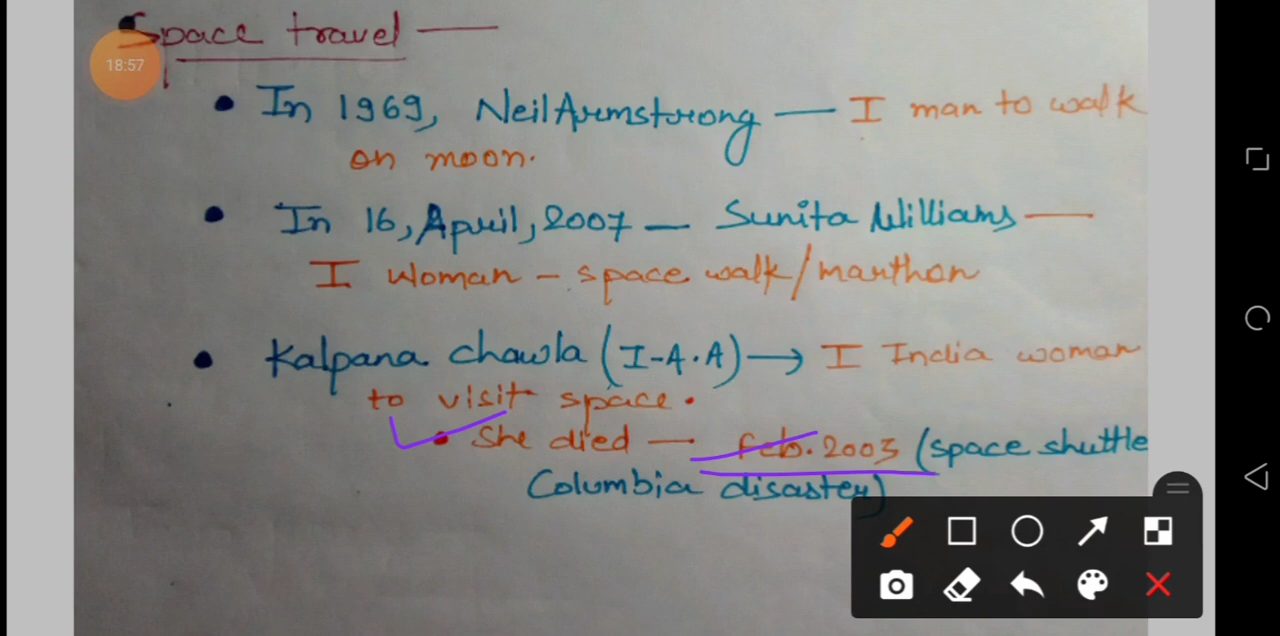 Space travel —
18:57
• In 1969, Neil Armstrong — I man to walk
on moon.
• In 16, April, 2007 — Sunita Williams —
I Woman - space walk/marthon
• Kalpana chawla (I-A.A) → I India woman
to visit space.
• She died — feb. 2003 (space shuttle
Columbia disaster)